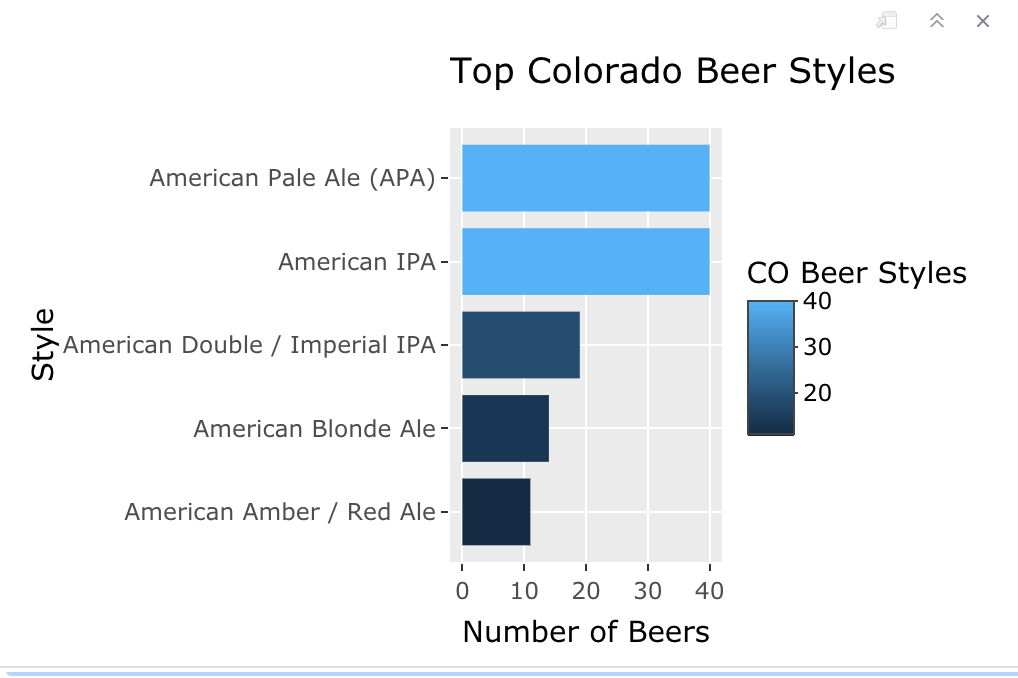 Top Colorado Beer Styles
American Pale Ale (APA)
American IPA
American Double / Imperial IPA
American Blonde Ale
American Amber / Red Ale
Style
0 10 20 30 40
Number of Beers
CO Beer Styles
40
30
20